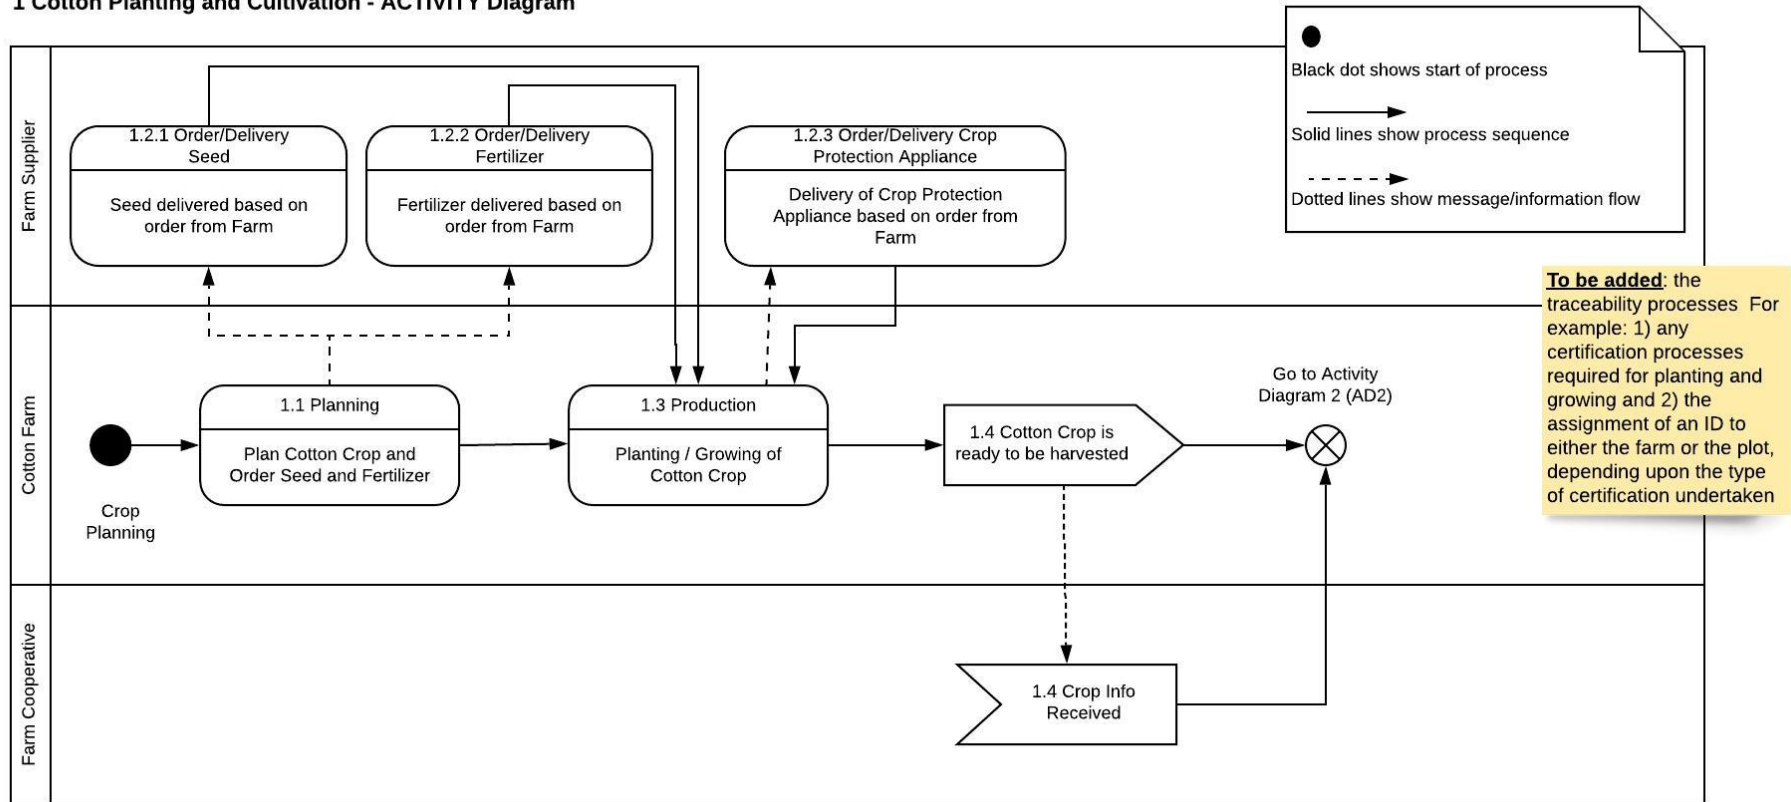 1 Cotton Planting and Cultivation - ACTIVITY Diagram
Black dot shows start of process
Solid lines show process sequence
Dotted lines show message/information flow
Farm Supplier
1.2.1 Order/Delivery
Seed
Seed delivered based on
order from Farm
1.2.2 Order/Delivery
Fertilizer
Fertilizer delivered based on
order from Farm
1.2.3 Order/Delivery Crop
Protection Appliance
Delivery of Crop Protection
Appliance based on order from
Farm
To be added: the
traceability processes For
example: 1) any
certification processes
required for planting and
growing and 2) the
assignment of an ID to
either the farm or the plot,
depending upon the type
of certification undertaken
Cotton Farm
Crop
Planning
1.1 Planning
Plan Cotton Crop and
Order Seed and Fertilizer
1.3 Production
Planting / Growing of
Cotton Crop
1.4 Cotton Crop is
ready to be harvested
Go to Activity
Diagram 2 (AD2)
Farm Cooperative
1.4 Crop Info
Received